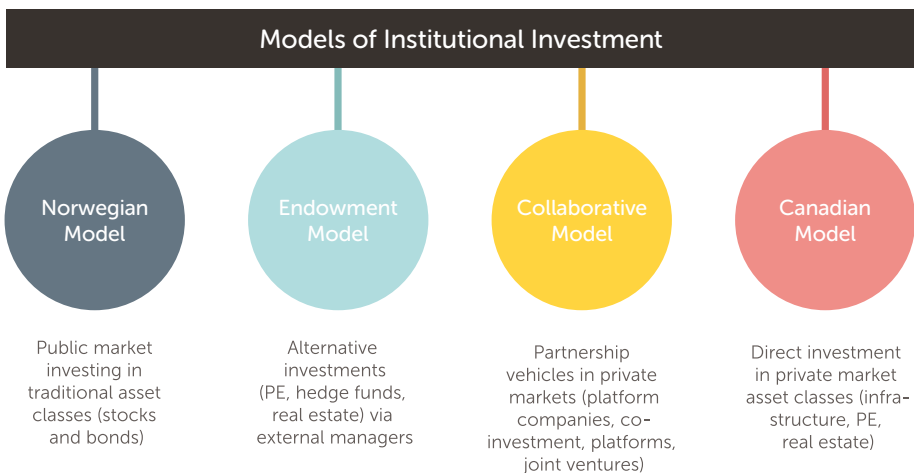 Models of Institutional Investment
Norwegian
Model
Endowment
Model
Collaborative
Model
Canadian
Model
Public market
investing in
traditional asset
classes (stocks
and bonds)
Alternative
investments
(PE, hedge funds,
real estate) via
external managers
Partnership
vehicles in private
markets (platform
companies, co-
investment, platforms,
joint ventures)
Direct investment
in private market
asset classes (infra-
structure, PE,
real estate)